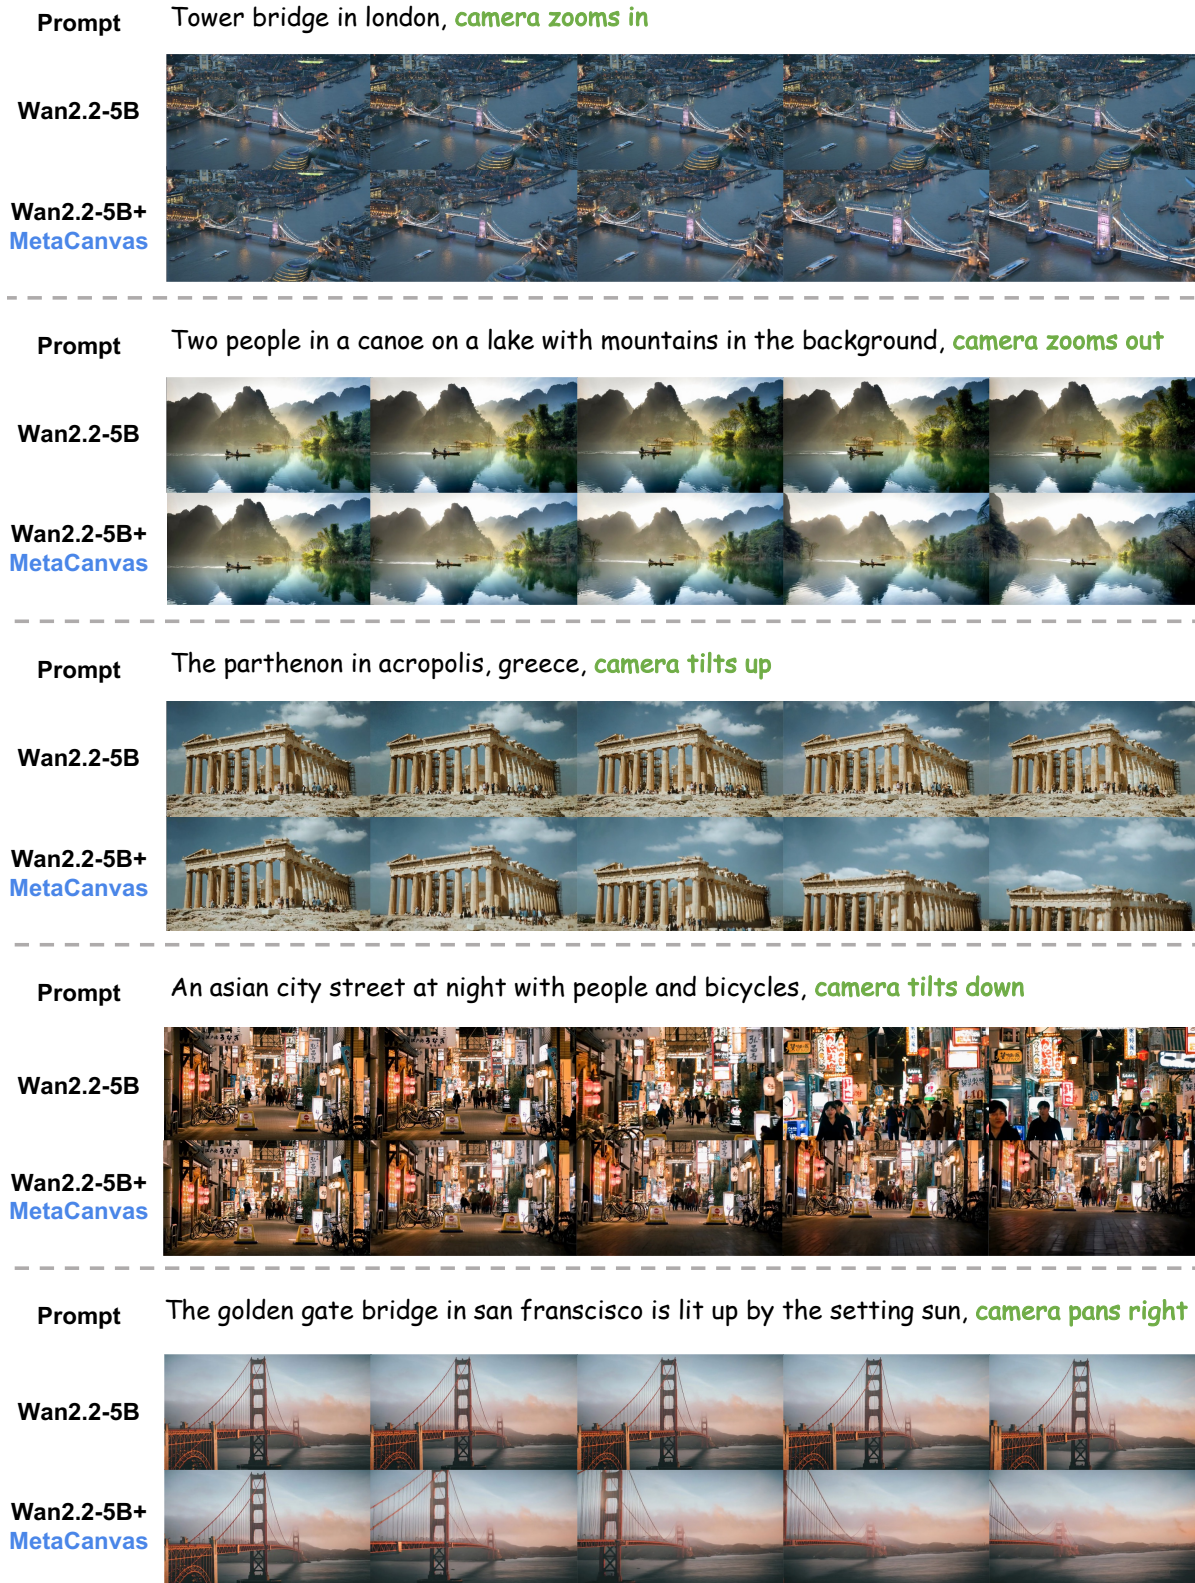 Prompt
Tower bridge in london, camera zooms in
Wan2.2-5B
Wan2.2-5B+
MetaCanvas
Prompt
Two people in a canoe on a lake with mountains in the background, camera zooms out
Wan2.2-5B
Wan2.2-5B+
MetaCanvas
Prompt
The parthenon in acropolis, greece, camera tilts up
Wan2.2-5B
Wan2.2-5B+
MetaCanvas
Prompt
An asian city street at night with people and bicycles, camera tilts down
Wan2.2-5B
Wan2.2-5B+
MetaCanvas
Prompt
The golden gate bridge in san franscisco is lit up by the setting sun, camera pans right
Wan2.2-5B
Wan2.2-5B+
MetaCanvas